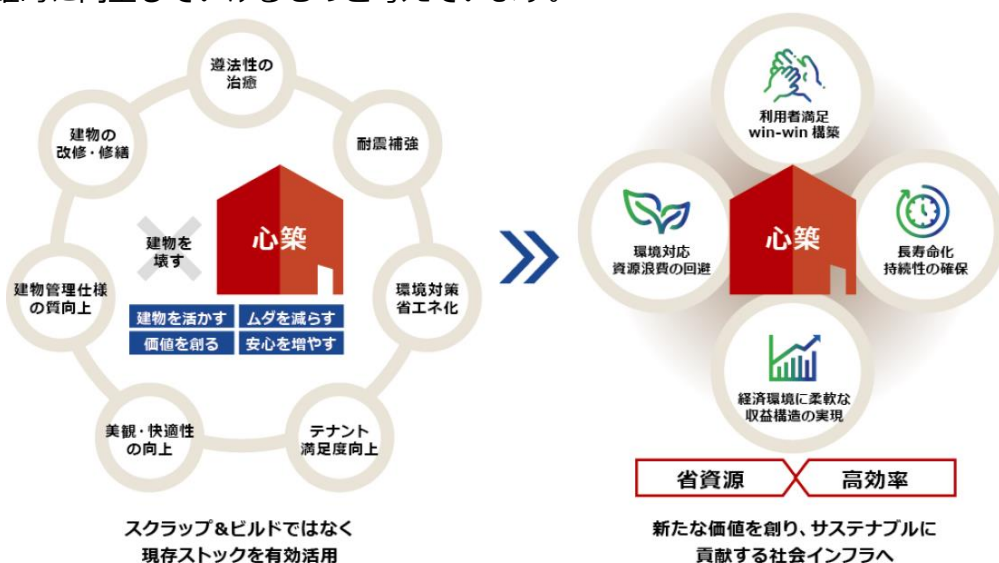 遵法性の
治癒
建物の
改修・修繕
耐震補強
建物を
壊す
心築
建物管理仕様
の質向上
環境対策
省エネ化
建物を活かす
ムダを減らす
価値を創る
安心を増やす
美観・快適性
の向上
テナント
満足度向上
スクラップ&ビルドではなく
現存ストックを有効活用
利用者満足
win-win 構築
環境対応
資源浪費の回避
心築
長寿命化
持続性の確保
経済環境に柔軟な
収益構造の実現
省資源
高効率
新たな価値を創り、サステナブルに
貢献する社会インフラへ